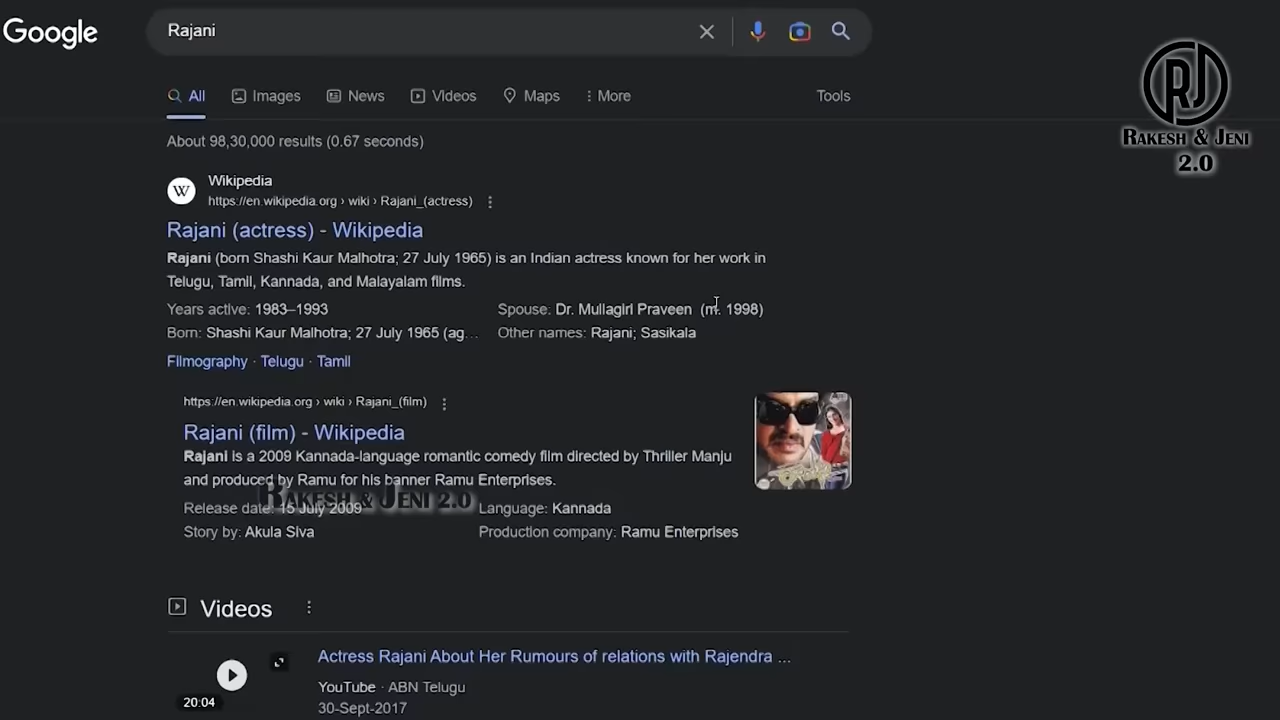 Google
Rajani
All Images News Videos Maps More Tools
RJ
RAKESH & JENI
2.0
About 98,30,000 results (0.67 seconds)
W
Wikipedia
https://en.wikipedia.org › wiki › Rajani_(actress)
Rajani (actress) - Wikipedia
Rajani (born Shashi Kaur Malhotra; 27 July 1965) is an Indian actress known for her work in
Telugu, Tamil, Kannada, and Malayalam films.
Years active: 1983–1993 Spouse: Dr. Mullagiri Praveen (m. 1998)
Born: Shashi Kaur Malhotra; 27 July 1965 (ag... Other names: Rajani; Sasikala
Filmography · Telugu · Tamil
https://en.wikipedia.org › wiki › Rajani_(film)
Rajani (film) - Wikipedia
Rajani is a 2009 Kannada-language romantic comedy film directed by Thriller Manju
and produced by Ramu for his banner Ramu Enterprises.
RAKESH & JENI 2.0
Release date: 15 July 2009 Language: Kannada
Story by: Akula Siva Production company: Ramu Enterprises
Videos
Actress Rajani About Her Rumours of relations with Rajendra ...
YouTube · ABN Telugu
20:04
30-Sept-2017